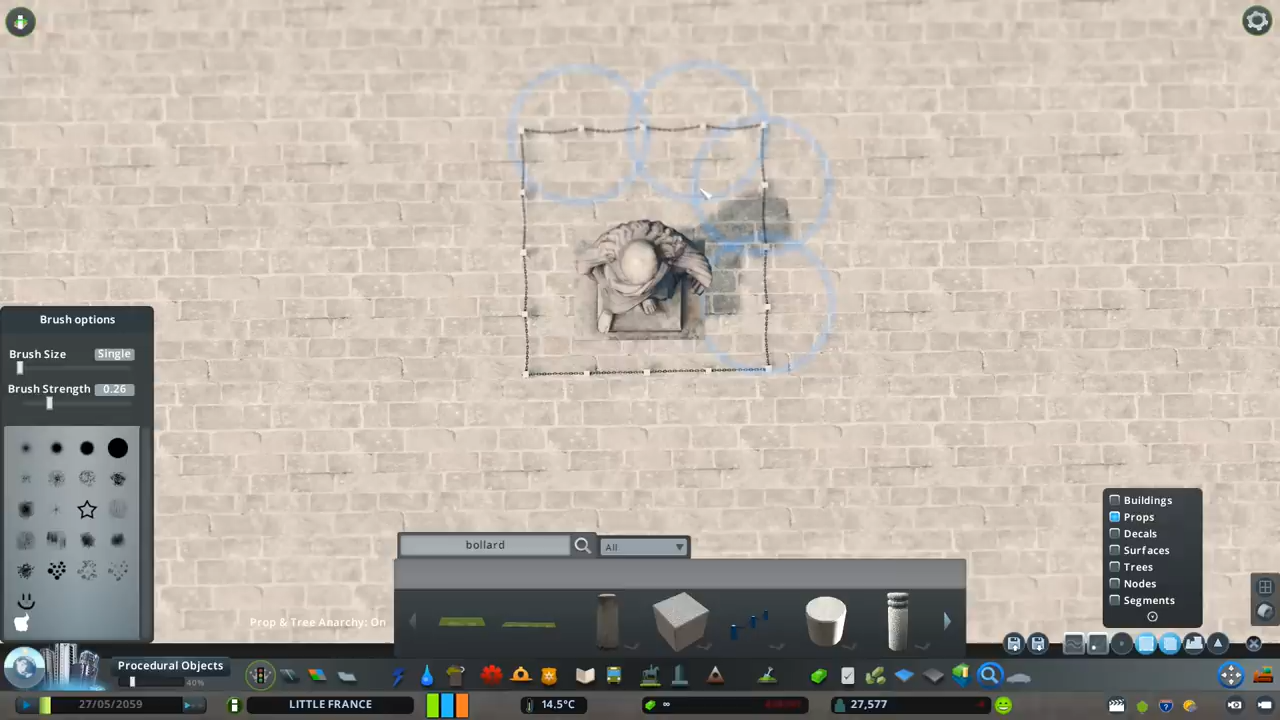 Brush options
Brush Size Single
Brush Strength 0.26
Buildings
Props
Decals
Surfaces
Trees
Nodes
Segments
bollard
All
Prop & Tree Anarchy: On
Procedural Objects
40%
27/05/2059
LITTLE FRANCE
14.5°C
∞
27,577